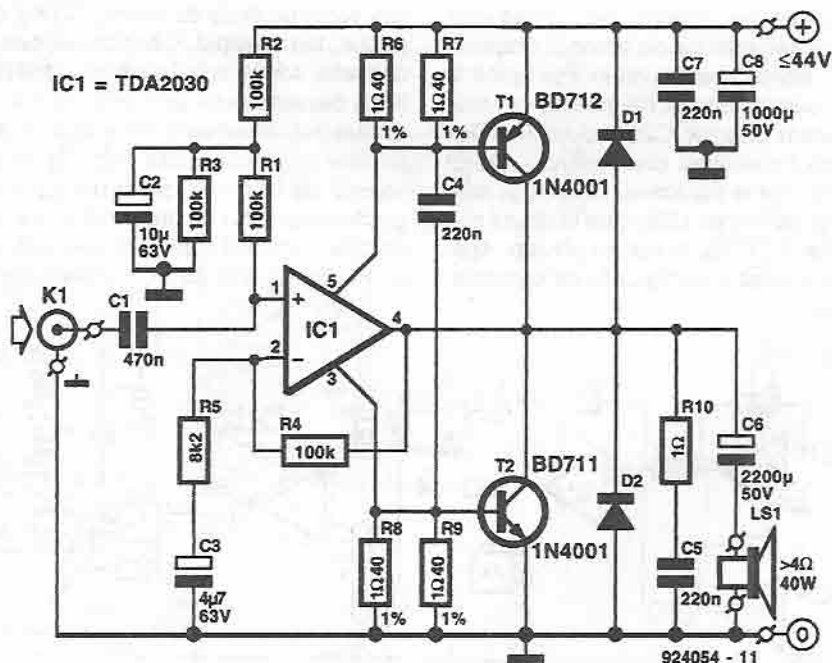 IC1 = TDA2030
R2
100k
R6
1Ω40
1%
R7
1Ω40
1%
T1
BD712
1N4001
D1
C7
220n
C8
1000µ
50V
+
≤44V
C2
10µ
63V
R3
100k
R1
100k
C4
220n
K1
C1
470n
1
+
2
−
3
4
5
IC1
R5
8k2
R4
100k
C3
4µ7
63V
R8
1Ω40
1%
R9
1Ω40
1%
T2
BD711
1N4001
D2
R10
1Ω
C5
220n
C6
2200µ
50V
LS1
>4Ω
40W
0
924054 - 11